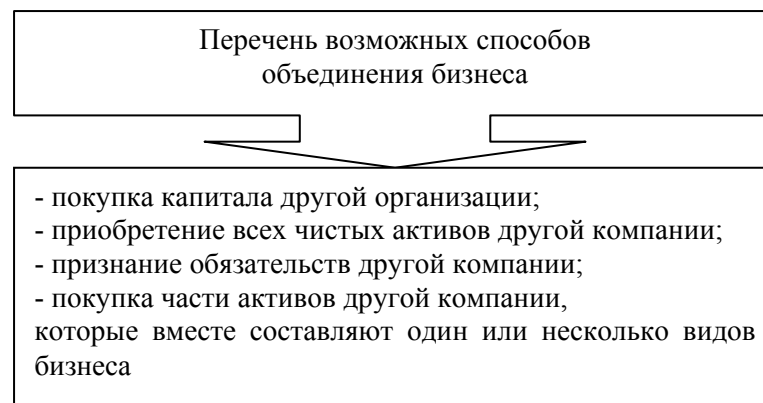 Перечень возможных способов
объединения бизнеса
- покупка капитала другой организации;
- приобретение всех чистых активов другой компании;
- признание обязательств другой компании;
- покупка части активов другой компании,
которые вместе составляют один или несколько видов
бизнеса